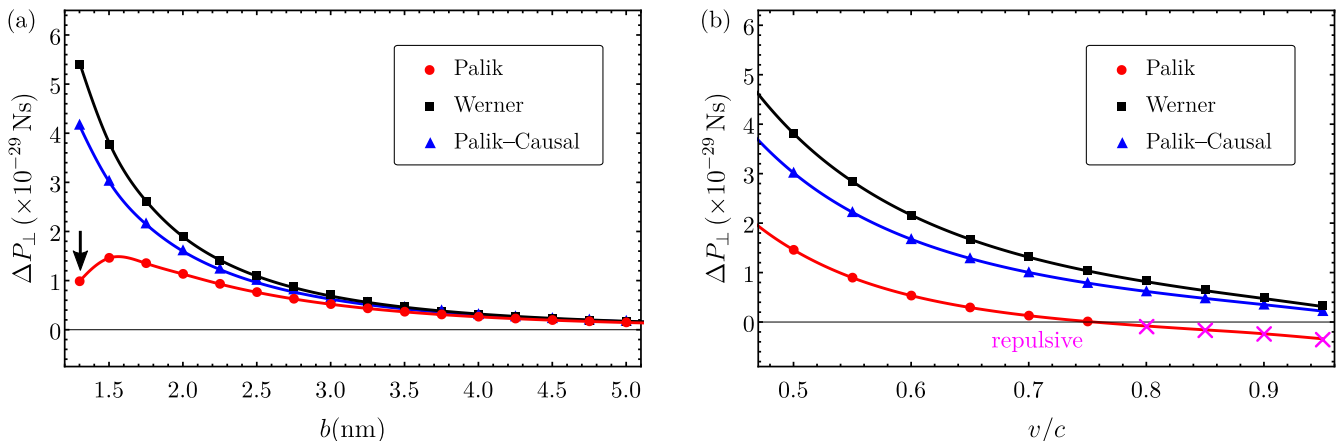 (a)
6
5
4
3
2
1
0
ΔP⊥ (×10⁻²⁹ Ns)
Palik
Werner
Palik–Causal
1.5 2.0 2.5 3.0 3.5 4.0 4.5 5.0
b(nm)
(b)
6
5
4
3
2
1
0
ΔP⊥ (×10⁻²⁹ Ns)
Palik
Werner
Palik–Causal
repulsive
0.5 0.6 0.7 0.8 0.9
v/c